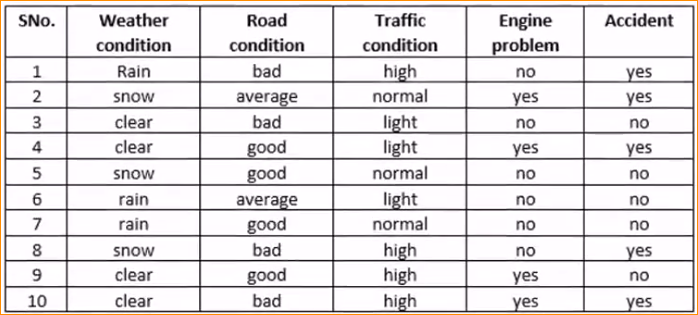 SNo. Weather condition Road condition Traffic condition Engine problem Accident
1 Rain bad high no yes
2 snow average normal yes yes
3 clear bad light no no
4 clear good light yes yes
5 snow good normal no no
6 rain average light no no
7 rain good normal no no
8 snow bad high no yes
9 clear good high yes no
10 clear bad high yes yes